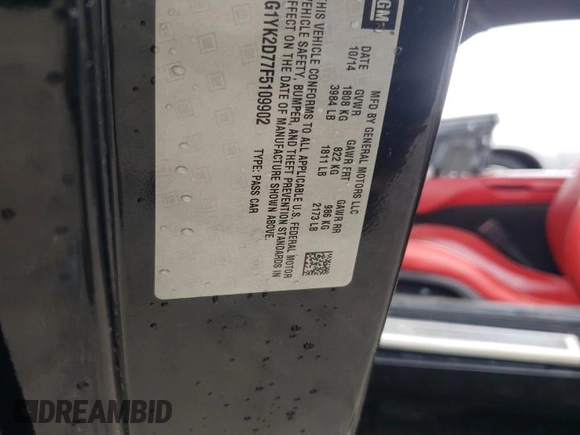 GM
MFD BY GENERAL MOTORS LLC
DATE GVWR GAWR FRT GAWR RR
10/14 1808 KG 822 KG 986 KG
3984 LB 1811 LB 2173 LB
THIS VEHICLE CONFORMS TO ALL APPLICABLE U.S. FEDERAL MOTOR
VEHICLE SAFETY, BUMPER, AND THEFT PREVENTION STANDARDS IN
EFFECT ON THE DATE OF MANUFACTURE SHOWN ABOVE.
G1YK2D77F5109902 TYPE: PASS CAR
DREAMBID